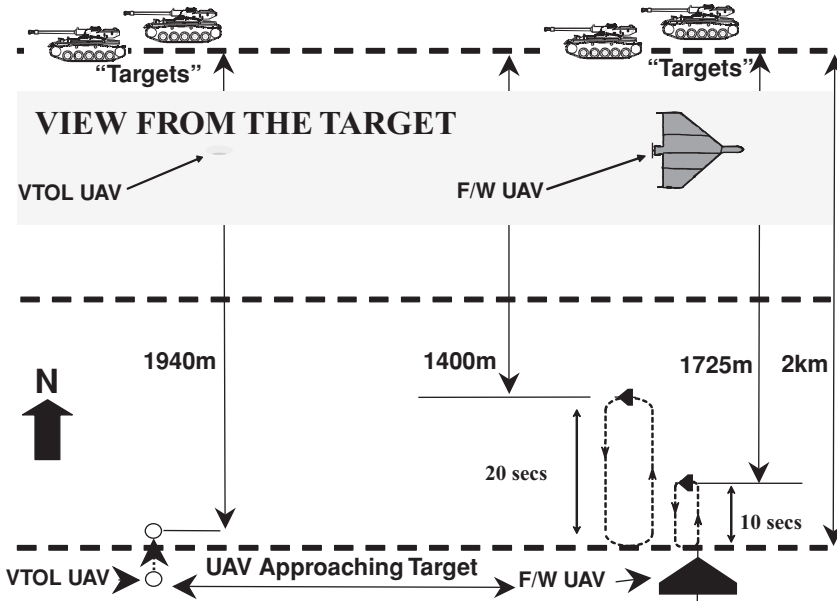 “Targets”
“Targets”
VIEW FROM THE TARGET
VTOL UAV
F/W UAV
1940m
1400m
1725m
2km
N
20 secs
10 secs
VTOL UAV
UAV Approaching Target
F/W UAV